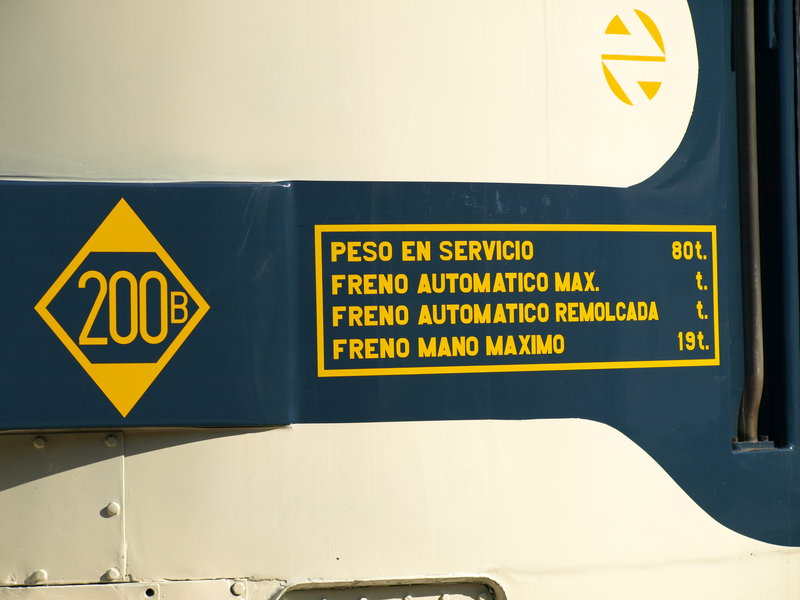 200B
PESO EN SERVICIO 80t.
FRENO AUTOMATICO MAX. t.
FRENO AUTOMATICO REMOLCADA t.
FRENO MANO MAXIMO 19t.